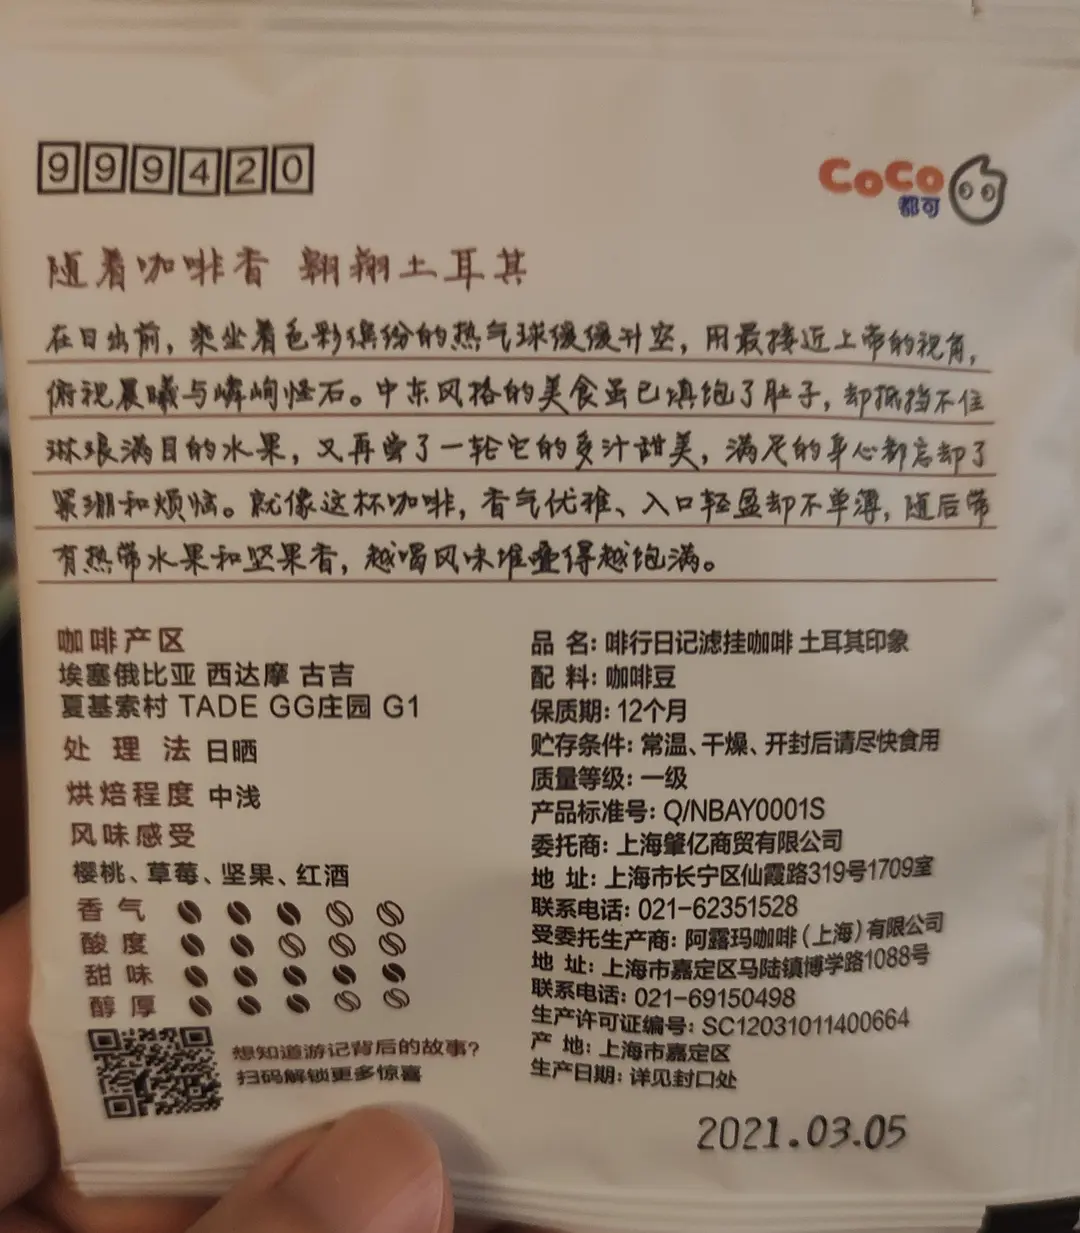 999420
CoCo
都可
随着咖啡香 翱翔土耳其
在日出前，乘坐着色彩缤纷的热气球缓缓升空，用最接近上帝的视角，
俯视晨曦与嶙峋怪石。中东风格的美食虽已填饱了肚子，却抵挡不住
琳琅满目的水果，又再尝了一轮它的多汁甜美，满足的身心都忘却了
紧绷和烦恼。就像这杯咖啡，香气优雅、入口轻盈却不单薄，随后带
有热带水果和坚果香，越喝风味堆叠得越饱满。
咖啡产区
埃塞俄比亚 西达摩 古吉
夏基索村 TADE GG庄园 G1
处理法 日晒
烘焙程度 中浅
风味感受
樱桃、草莓、坚果、红酒
香气
酸度
甜味
醇厚
想知道游记背后的故事?
扫码解锁更多惊喜
品 名: 啡行日记滤挂咖啡 土耳其印象
配 料: 咖啡豆
保质期: 12个月
贮存条件: 常温、干燥、开封后请尽快食用
质量等级: 一级
产品标准号: Q/NBAY0001S
委托商: 上海肇亿商贸有限公司
地 址: 上海市长宁区仙霞路319号1709室
联系电话: 021-62351528
受委托生产商: 阿露玛咖啡(上海)有限公司
地 址: 上海市嘉定区马陆镇博学路1088号
联系电话: 021-69150498
生产许可证编号: SC12031011400664
产 地: 上海市嘉定区
生产日期: 详见封口处
2021.03.05